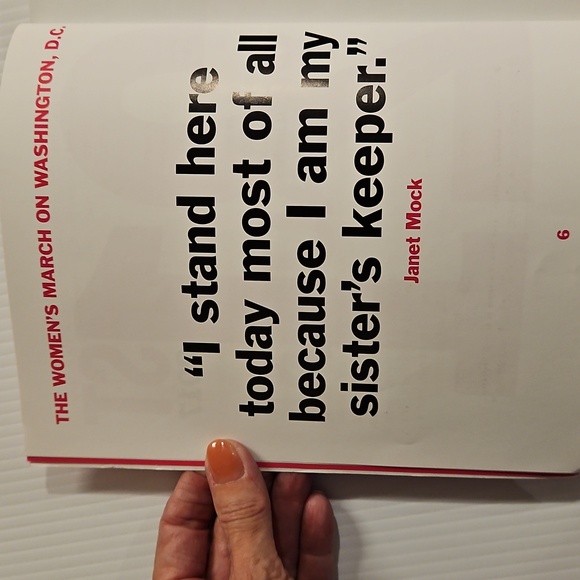 THE WOMEN'S MARCH ON WASHINGTON, D.C.
“I stand here
today most of all
because I am my
sister’s keeper.”
Janet Mock
6